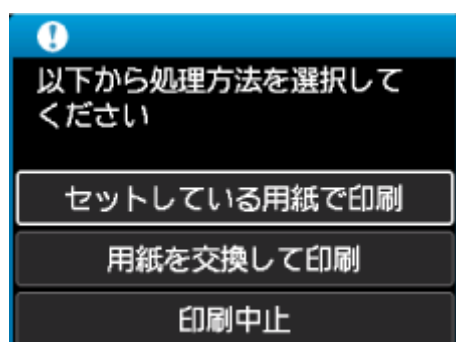 以下から処理方法を選択して
ください
セットしている用紙で印刷
用紙を交換して印刷
印刷中止